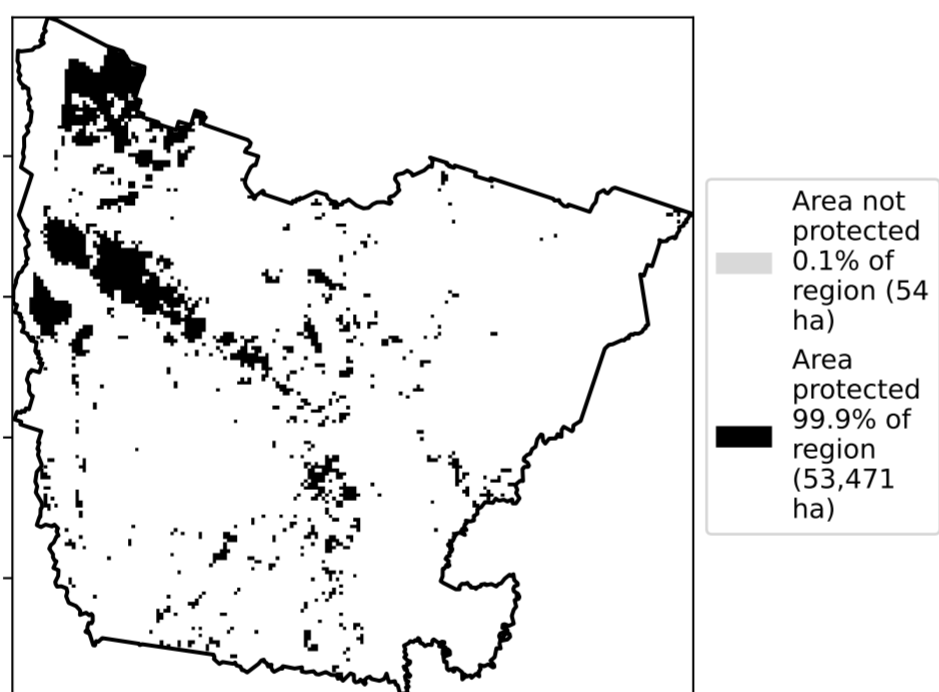 Area not
protected
0.1% of
region (54
ha)
Area
protected
99.9% of
region
(53,471
ha)